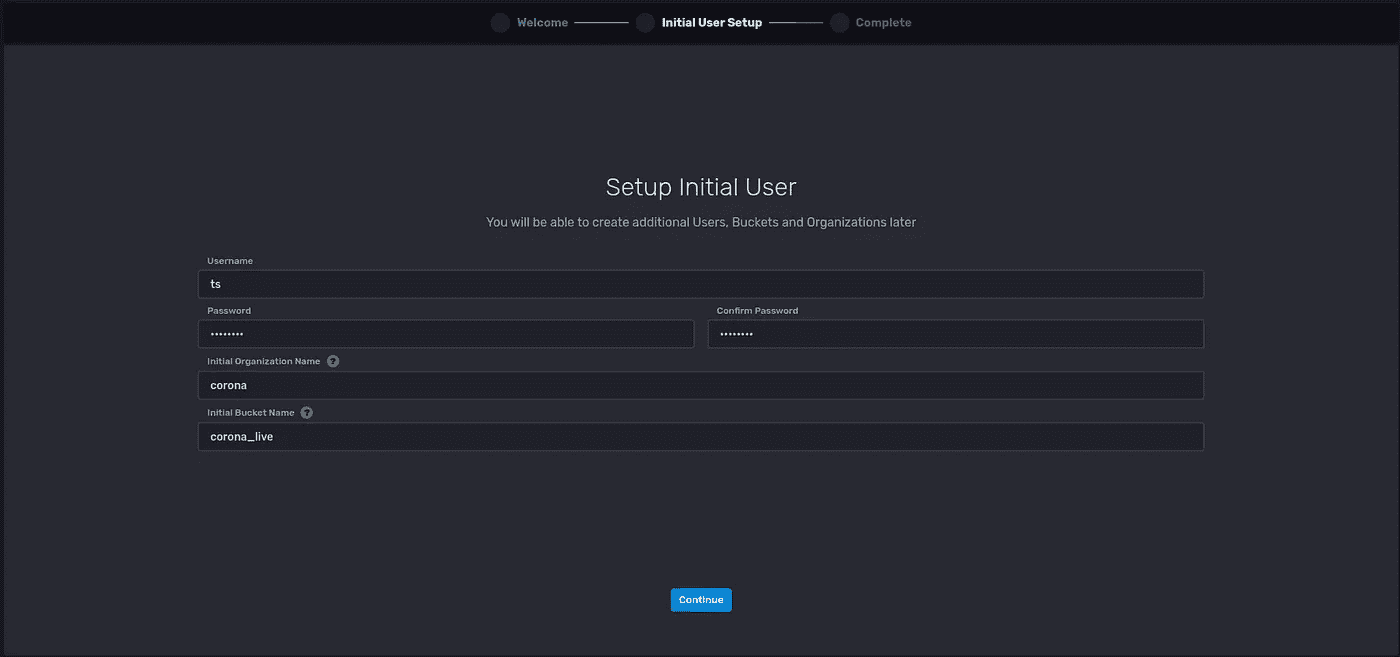 Welcome Initial User Setup Complete
Setup Initial User
You will be able to create additional Users, Buckets and Organizations later
Username
ts
Password Confirm Password
•••••••• ••••••••
Initial Organization Name ?
corona
Initial Bucket Name ?
corona_live
Continue